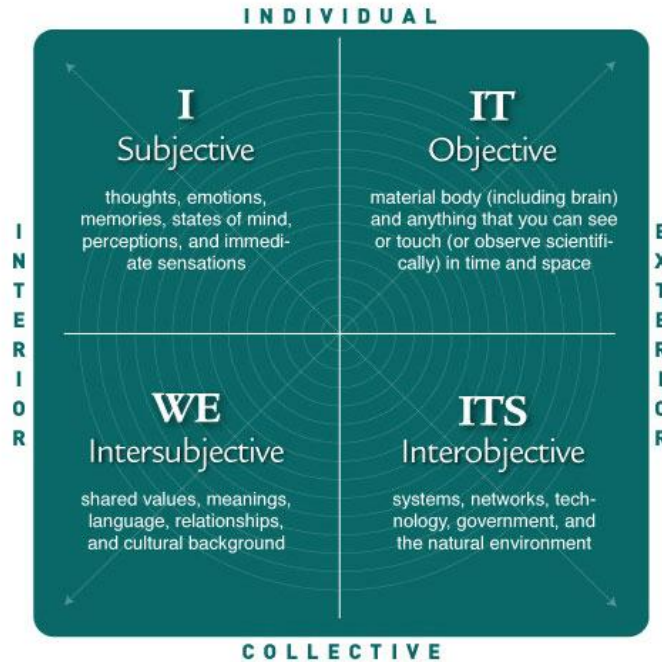 INDIVIDUAL
I
Subjective
thoughts, emotions,
memories, states of mind,
perceptions, and immedi-
ate sensations
IT
Objective
material body (including brain)
and anything that you can see
or touch (or observe scientifi-
cally) in time and space
INTERIOR
EXTERIOR
WE
Intersubjective
shared values, meanings,
language, relationships,
and cultural background
ITS
Interobjective
systems, networks, tech-
nology, government, and
the natural environment
COLLECTIVE